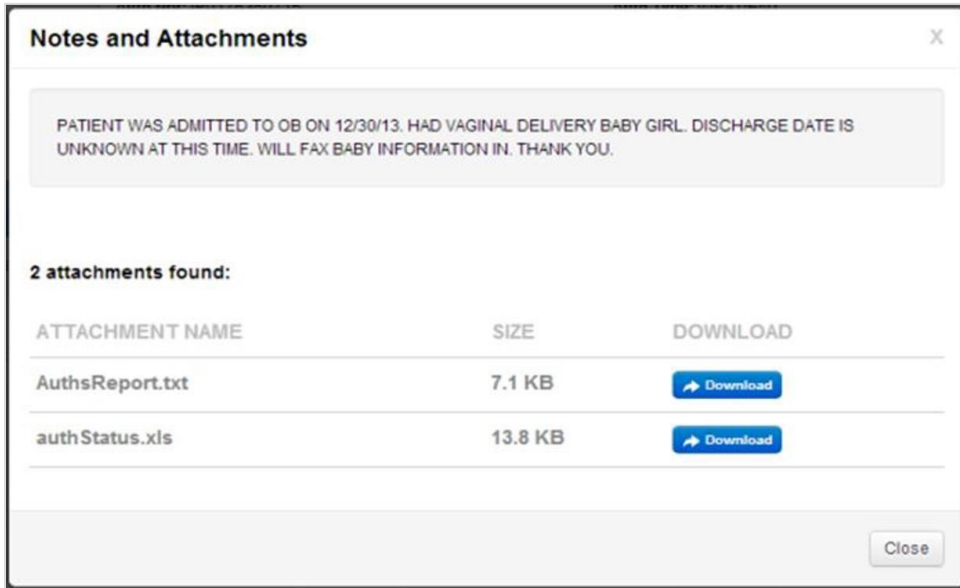 Notes and Attachments
X
PATIENT WAS ADMITTED TO OB ON 12/30/13. HAD VAGINAL DELIVERY BABY GIRL. DISCHARGE DATE IS
UNKNOWN AT THIS TIME. WILL FAX BABY INFORMATION IN. THANK YOU.
2 attachments found:
ATTACHMENT NAME SIZE DOWNLOAD
AuthsReport.txt 7.1 KB Download
authStatus.xls 13.8 KB Download
Close